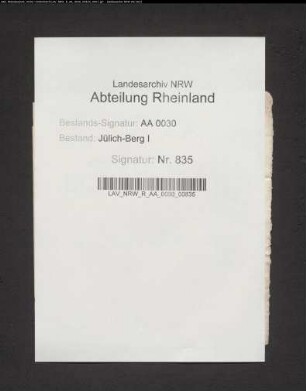 Landesarchiv NRW
Abteilung Rheinland
Bestands-Signatur: AA 0030
Bestand: Jülich-Berg I
Signatur: Nr. 835
LAV_NRW_R_AA_0030_00835